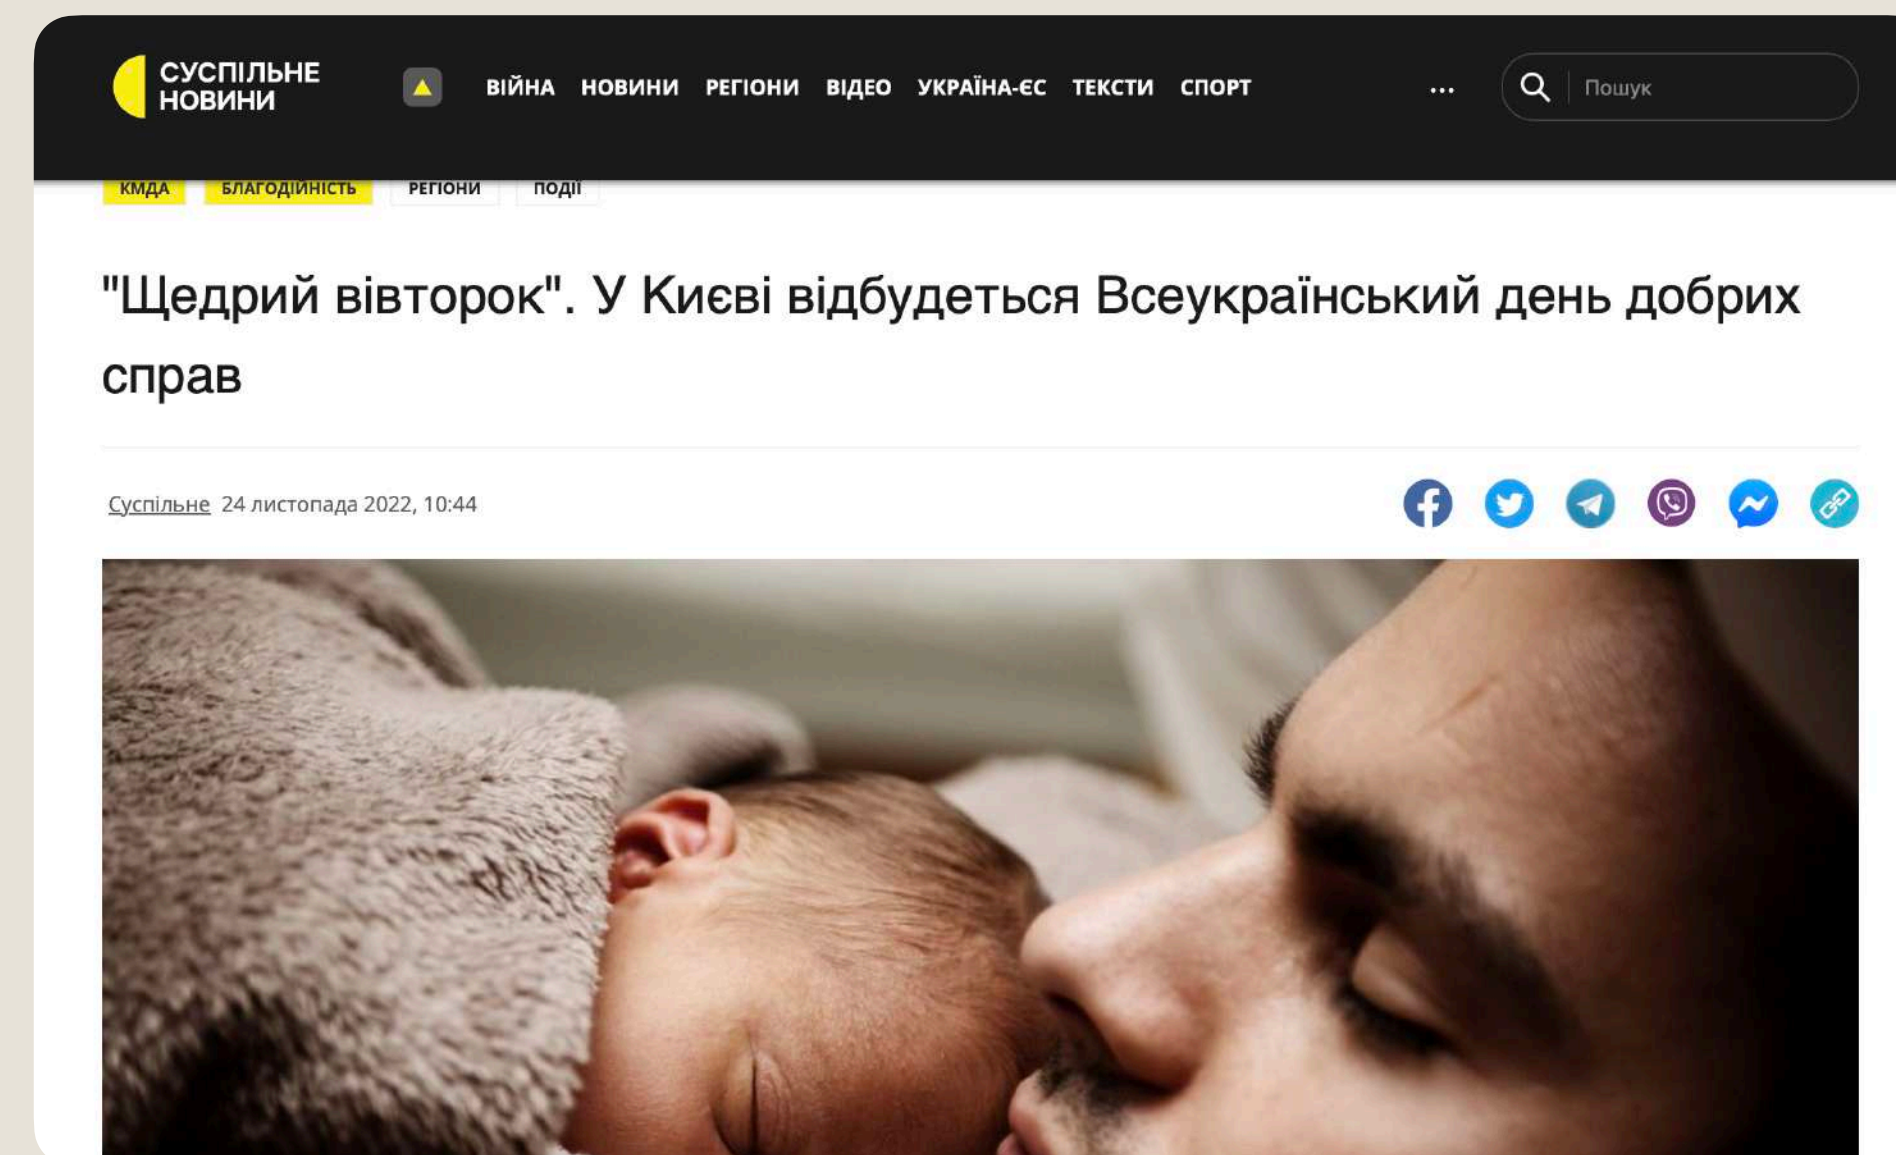 СУСПІЛЬНЕ
НОВИНИ
ВІЙНА НОВИНИ РЕГІОНИ ВІДЕО УКРАЇНА-ЄС ТЕКСТИ СПОРТ ... Пошук
КМДА БЛАГОДІЙНІСТЬ РЕГІОНИ ПОДІЇ
"Щедрий вівторок". У Києві відбудеться Всеукраїнський день добрих
справ
Суспільне 24 листопада 2022, 10:44